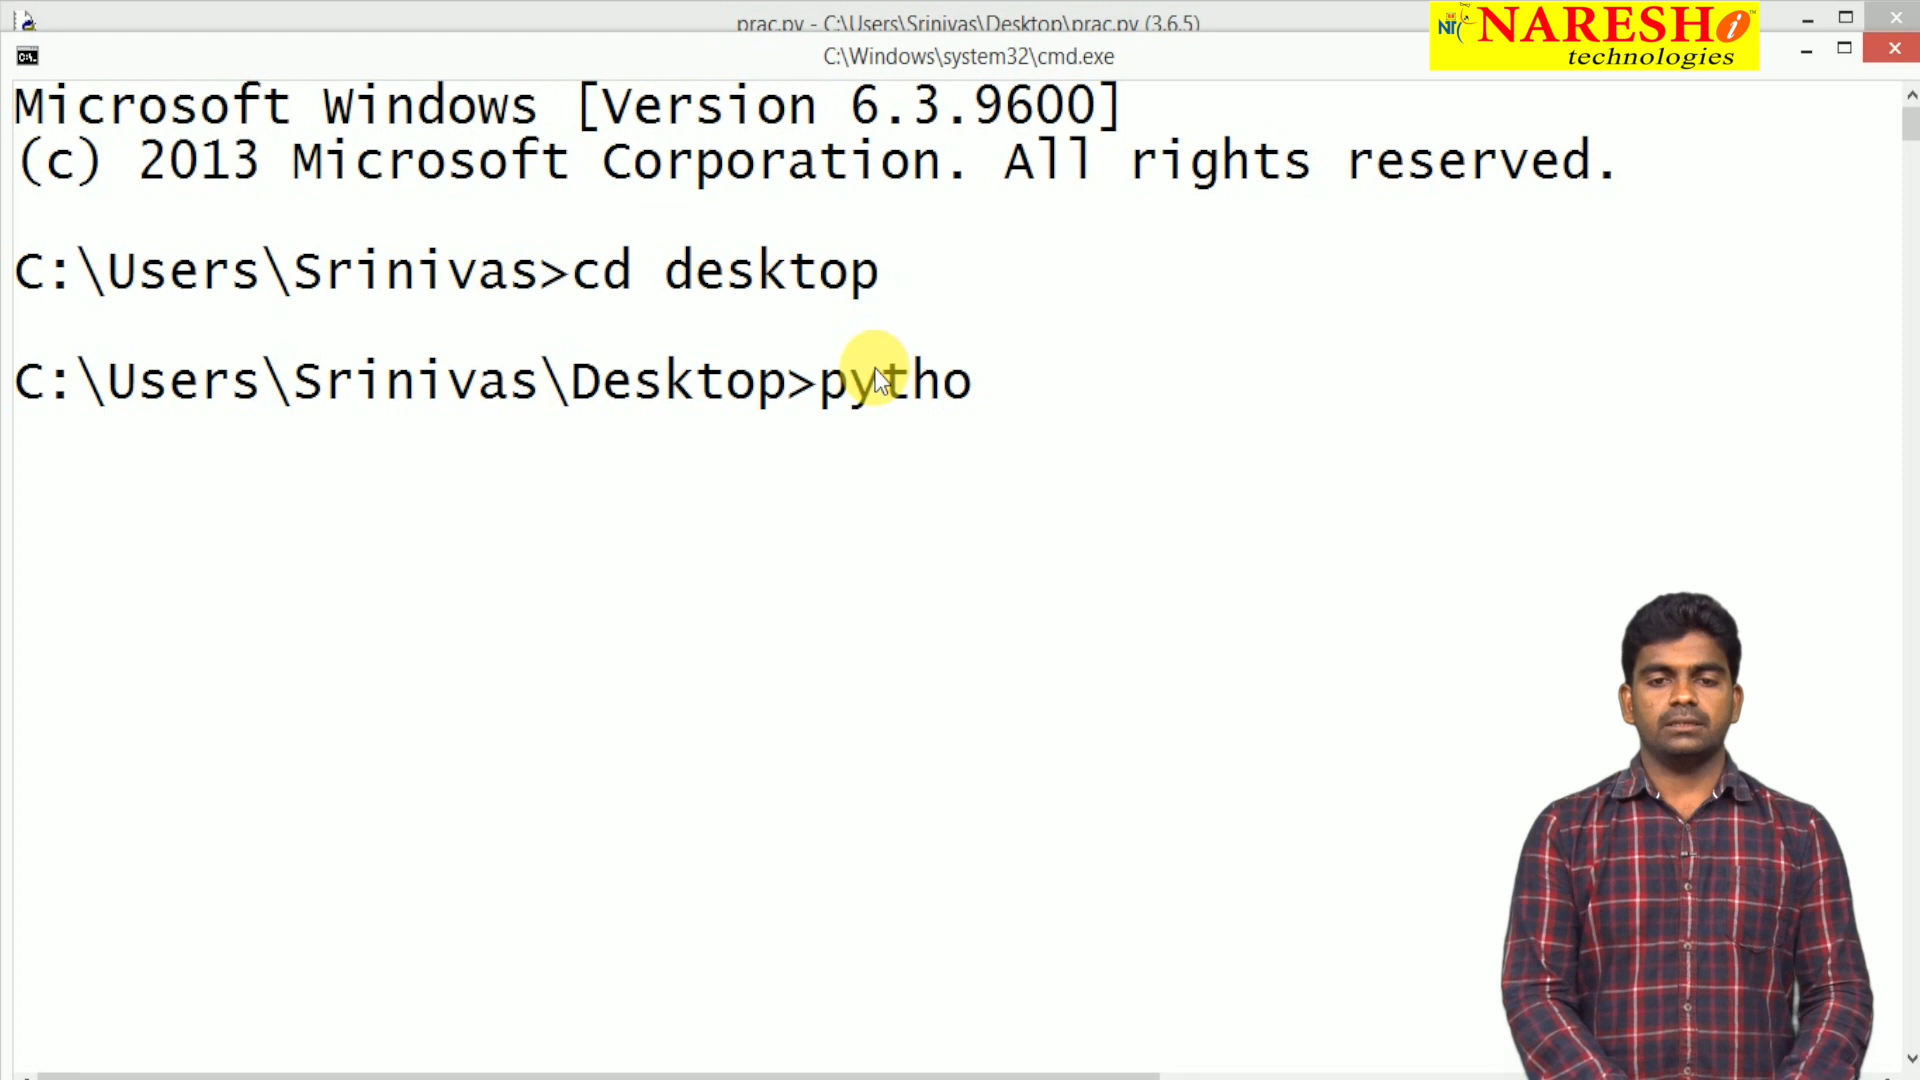 prac.py - C:\Users\Srinivas\Desktop\prac.py (3.6.5)
NARESH i
technologies
C:\Windows\system32\cmd.exe
Microsoft Windows [Version 6.3.9600]
(c) 2013 Microsoft Corporation. All rights reserved.
C:\Users\Srinivas>cd desktop
C:\Users\Srinivas\Desktop>pytho